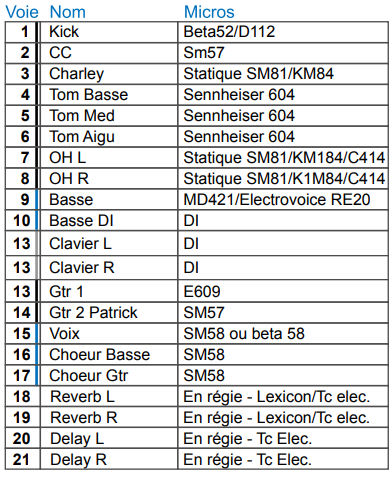 Voie Nom Micros
1 Kick Beta52/D112
2 CC Sm57
3 Charley Statique SM81/KM84
4 Tom Basse Sennheiser 604
5 Tom Med Sennheiser 604
6 Tom Aigu Sennheiser 604
7 OH L Statique SM81/KM184/C414
8 OH R Statique SM81/K1M84/C414
9 Basse MD421/Electrovoice RE20
10 Basse DI DI
13 Clavier L DI
13 Clavier R DI
13 Gtr 1 E609
14 Gtr 2 Patrick SM57
15 Voix SM58 ou beta 58
16 Choeur Basse SM58
17 Choeur Gtr SM58
18 Reverb L En régie - Lexicon/Tc elec.
19 Reverb R En régie - Lexicon/Tc elec.
20 Delay L En régie - Tc Elec.
21 Delay R En régie - Tc Elec.